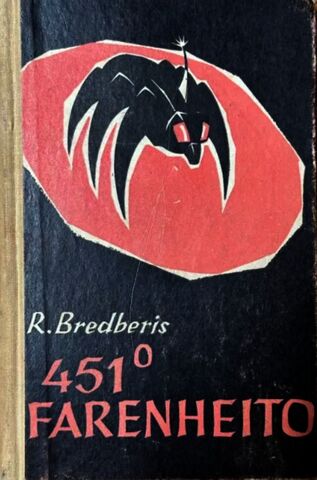 R. Bredberis
451°
FARENHEITO